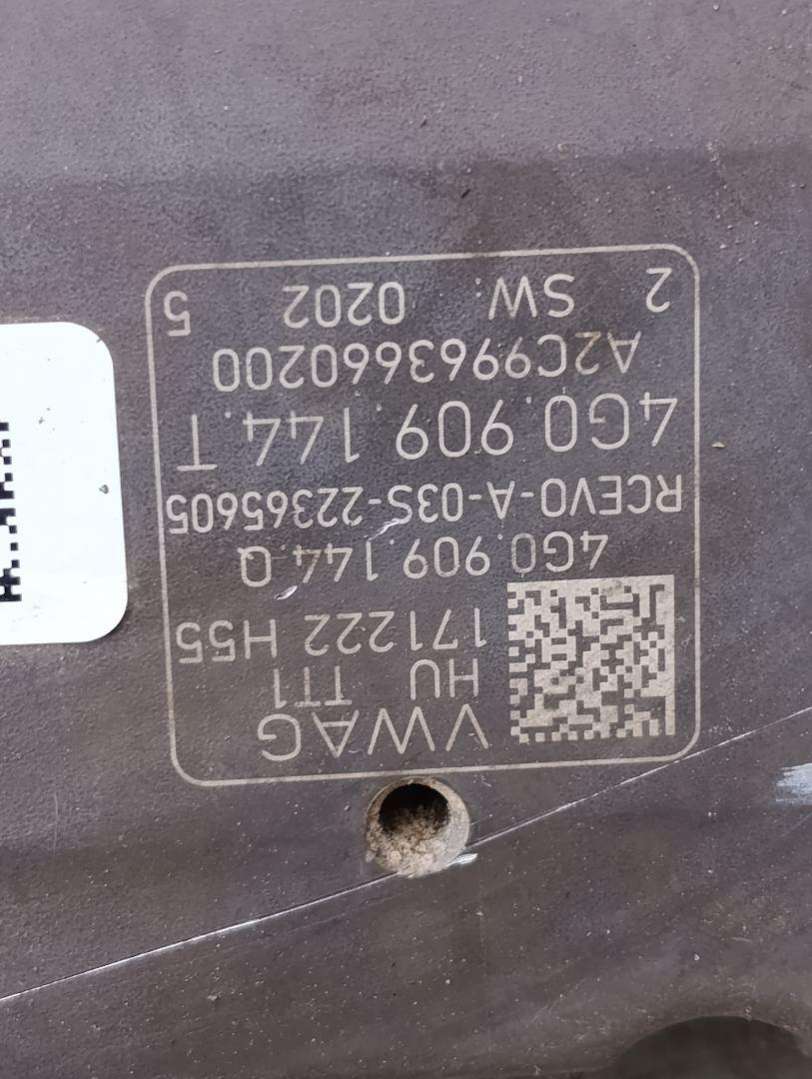 VWAG
HU TT1
171222 H55
4G0.909.144.Q
RCEVO-A-03S-22365605
4G0.909.144.T
A2C9963660200
2 SW: 0202 5